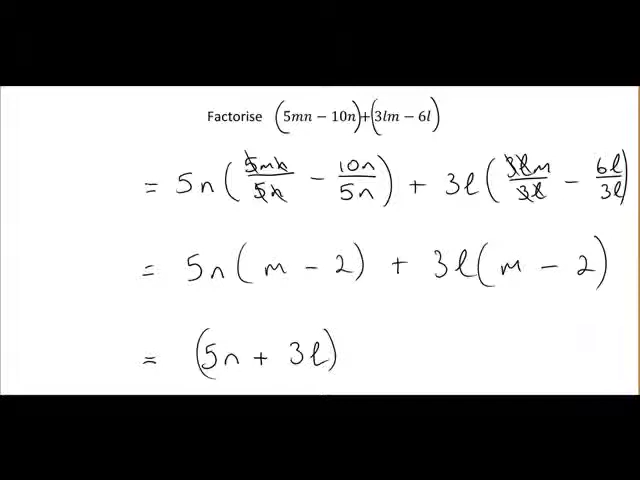 Factorise (5mn − 10n)+(3lm − 6l)
= 5n(5mn/5n − 10n/5n) + 3l(3lm/3l − 6l/3l)
= 5n(m − 2) + 3l(m − 2)
= (5n + 3l)